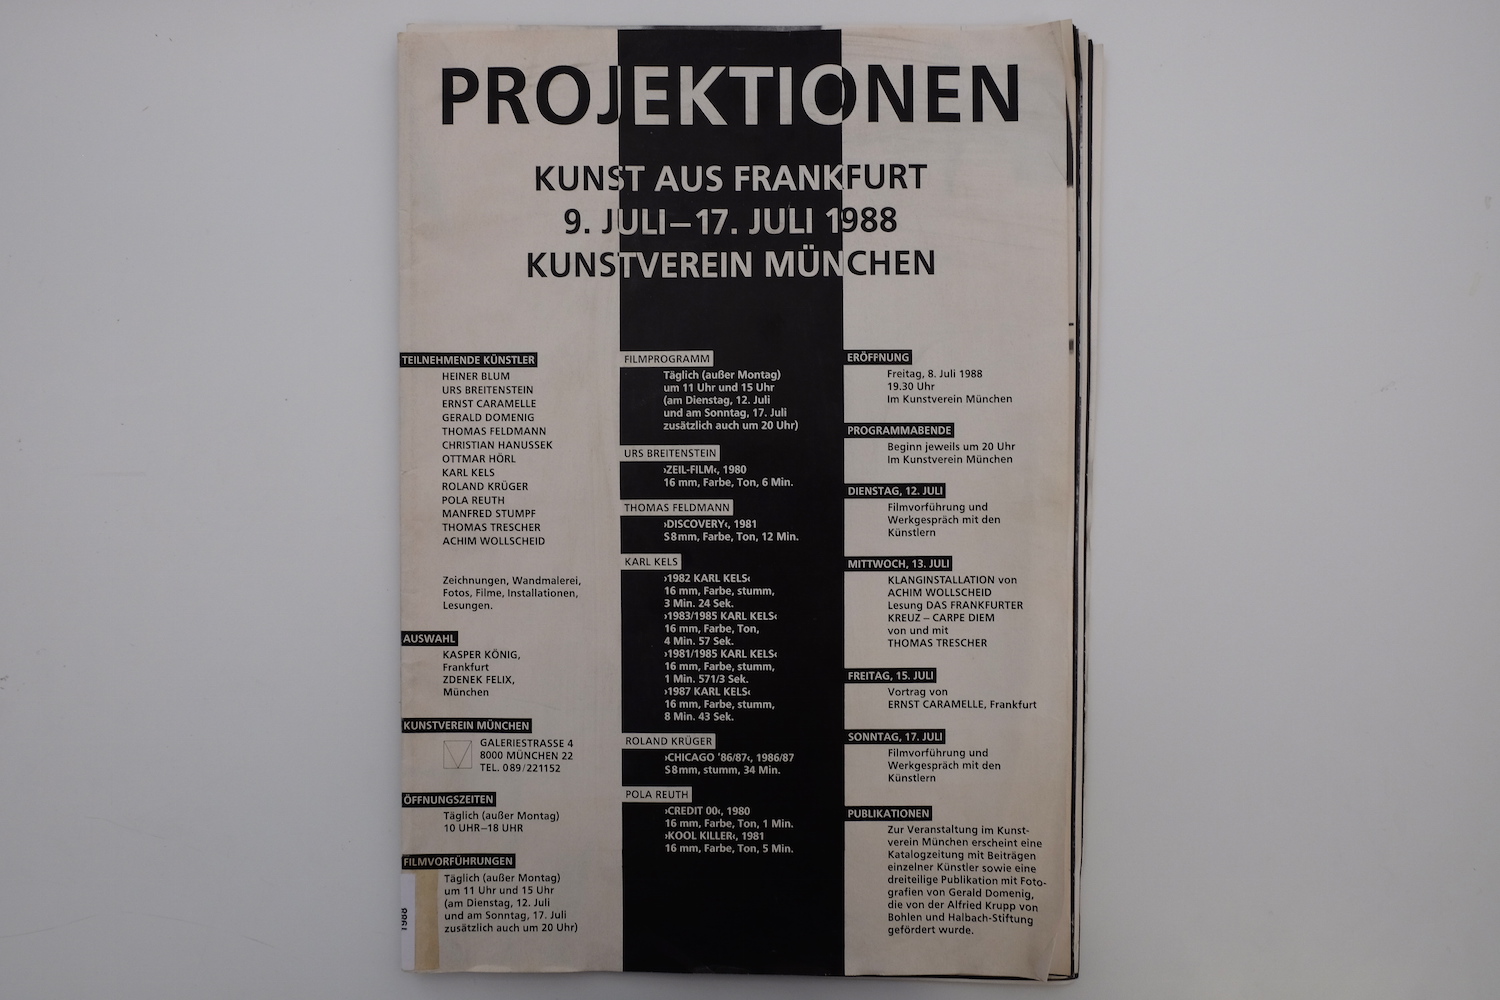 PROJEKTIONEN
KUNST AUS FRANKFURT
9. JULI–17. JULI 1988
KUNSTVEREIN MÜNCHEN
TEILNEHMENDE KÜNSTLER
HEINER BLUM
URS BREITENSTEIN
ERNST CARAMELLE
GERALD DOMENIG
THOMAS FELDMANN
CHRISTIAN HANUSSEK
OTTMAR HÖRL
KARL KELS
ROLAND KRÜGER
POLA REUTH
MANFRED STUMPF
THOMAS TRESCHER
ACHIM WOLLSCHEID
Zeichnungen, Wandmalerei,
Fotos, Filme, Installationen,
Lesungen.
AUSWAHL
KASPER KÖNIG,
Frankfurt
ZDENEK FELIX,
München
KUNSTVEREIN MÜNCHEN
GALERIESTRASSE 4
8000 MÜNCHEN 22
TEL. 089/221152
ÖFFNUNGSZEITEN
Täglich (außer Montag)
10 UHR–18 UHR
FILMVORFÜHRUNGEN
Täglich (außer Montag)
um 11 Uhr und 15 Uhr
(am Dienstag, 12. Juli
und am Sonntag, 17. Juli
zusätzlich auch um 20 Uhr)
1988
FILMPROGRAMM
Täglich (außer Montag)
um 11 Uhr und 15 Uhr
(am Dienstag, 12. Juli
und am Sonntag, 17. Juli
zusätzlich auch um 20 Uhr)
URS BREITENSTEIN
›ZEIL-FILM‹, 1980
16 mm, Farbe, Ton, 6 Min.
THOMAS FELDMANN
›DISCOVERY‹, 1981
S8mm, Farbe, Ton, 12 Min.
KARL KELS
›1982 KARL KELS‹
16 mm, Farbe, stumm,
3 Min. 24 Sek.
›1983/1985 KARL KELS‹
16 mm, Farbe, Ton,
4 Min. 57 Sek.
›1981/1985 KARL KELS‹
16 mm, Farbe, stumm,
1 Min. 571/3 Sek.
›1987 KARL KELS‹
16 mm, Farbe, stumm,
8 Min. 43 Sek.
ROLAND KRÜGER
›CHICAGO '86/87‹, 1986/87
S8mm, stumm, 34 Min.
POLA REUTH
›CREDIT 00‹, 1980
16 mm, Farbe, Ton, 1 Min.
›KOOL KILLER‹, 1981
16 mm, Farbe, Ton, 5 Min.
ERÖFFNUNG
Freitag, 8. Juli 1988
19.30 Uhr
Im Kunstverein München
PROGRAMMABENDE
Beginn jeweils um 20 Uhr
Im Kunstverein München
DIENSTAG, 12. JULI
Filmvorführung und
Werkgespräch mit den
Künstlern
MITTWOCH, 13. JULI
KLANGINSTALLATION von
ACHIM WOLLSCHEID
Lesung DAS FRANKFURTER
KREUZ – CARPE DIEM
von und mit
THOMAS TRESCHER
FREITAG, 15. JULI
Vortrag von
ERNST CARAMELLE, Frankfurt
SONNTAG, 17. JULI
Filmvorführung und
Werkgespräch mit den
Künstlern
PUBLIKATIONEN
Zur Veranstaltung im Kunst-
verein München erscheint eine
Katalogzeitung mit Beiträgen
einzelner Künstler sowie eine
dreiteilige Publikation mit Foto-
grafien von Gerald Domenig,
die von der Alfried Krupp von
Bohlen und Halbach-Stiftung
gefördert wurde.